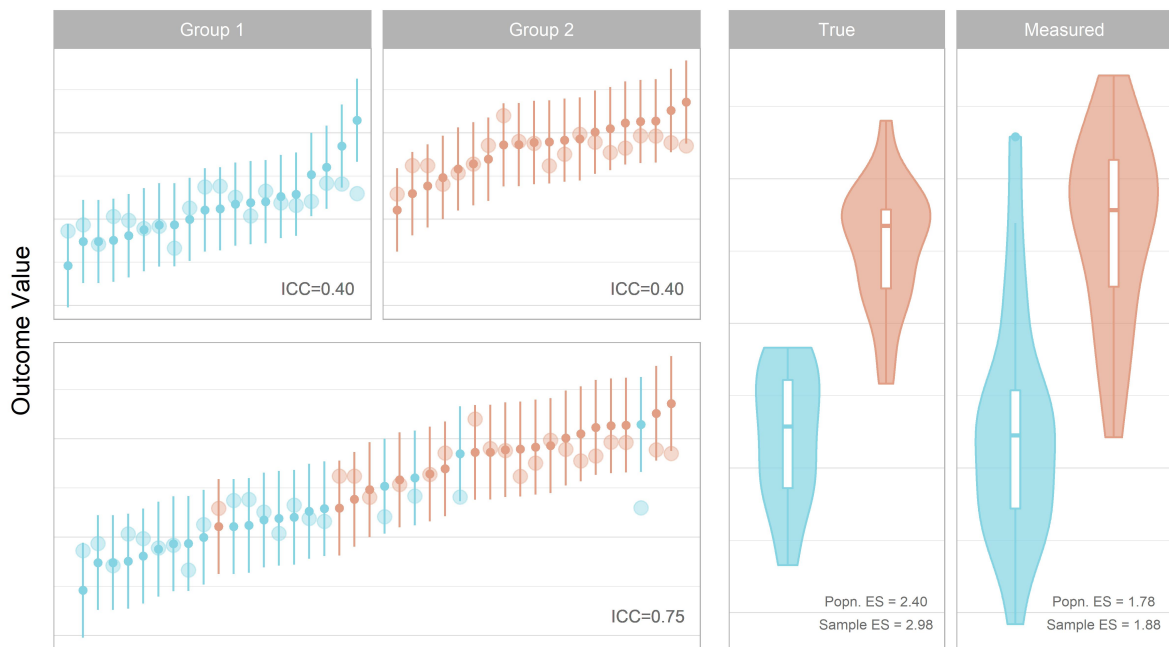 Group 1
Group 2
True
Measured
Outcome Value
ICC=0.40
ICC=0.40
ICC=0.75
Popn. ES = 2.40
Sample ES = 2.98
Popn. ES = 1.78
Sample ES = 1.88